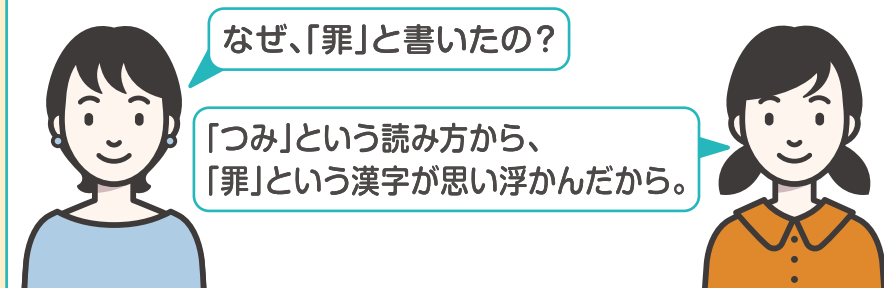 なぜ、「罪」と書いたの？
「つみ」という読み方から、
「罪」という漢字が思い浮かんだから。